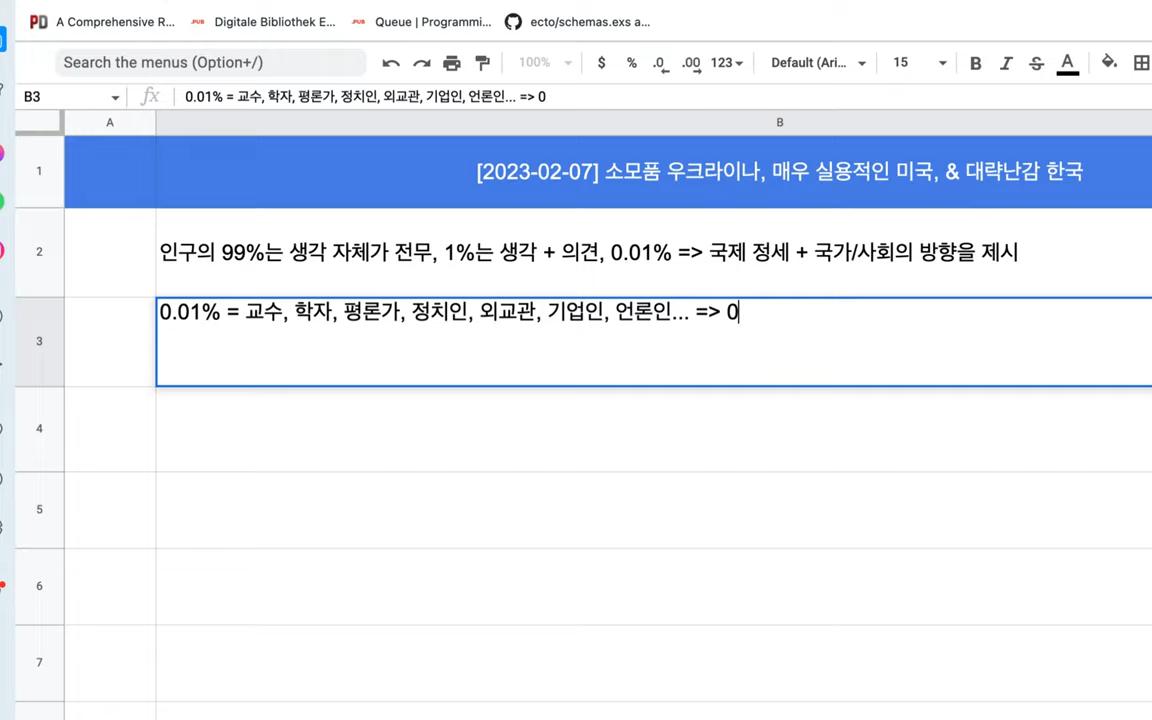 A Comprehensive R... Digitale Bibliothek E... Queue | Programmi... ecto/schemas.exs a...
Search the menus (Option+/) 100% $ % .0 .00 123 Default (Ari... 15 B I S A
B3 fx 0.01% = 교수, 학자, 평론가, 정치인, 외교관, 기업인, 언론인... => 0
A B
1 [2023-02-07] 소모품 우크라이나, 매우 실용적인 미국, & 대략난감 한국
2 인구의 99%는 생각 자체가 전무, 1%는 생각 + 의견, 0.01% => 국제 정세 + 국가/사회의 방향을 제시
3 0.01% = 교수, 학자, 평론가, 정치인, 외교관, 기업인, 언론인... => 0
4
5
6
7